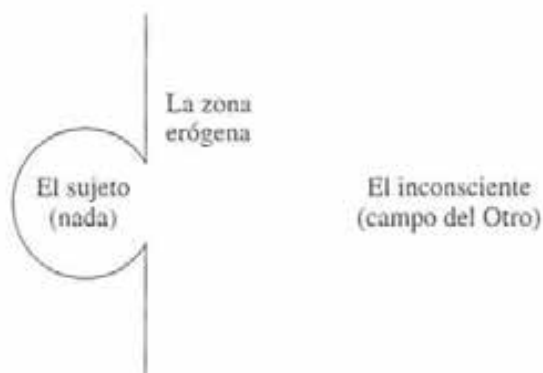 La zona
erógena
El sujeto
(nada)
El inconsciente
(campo del Otro)